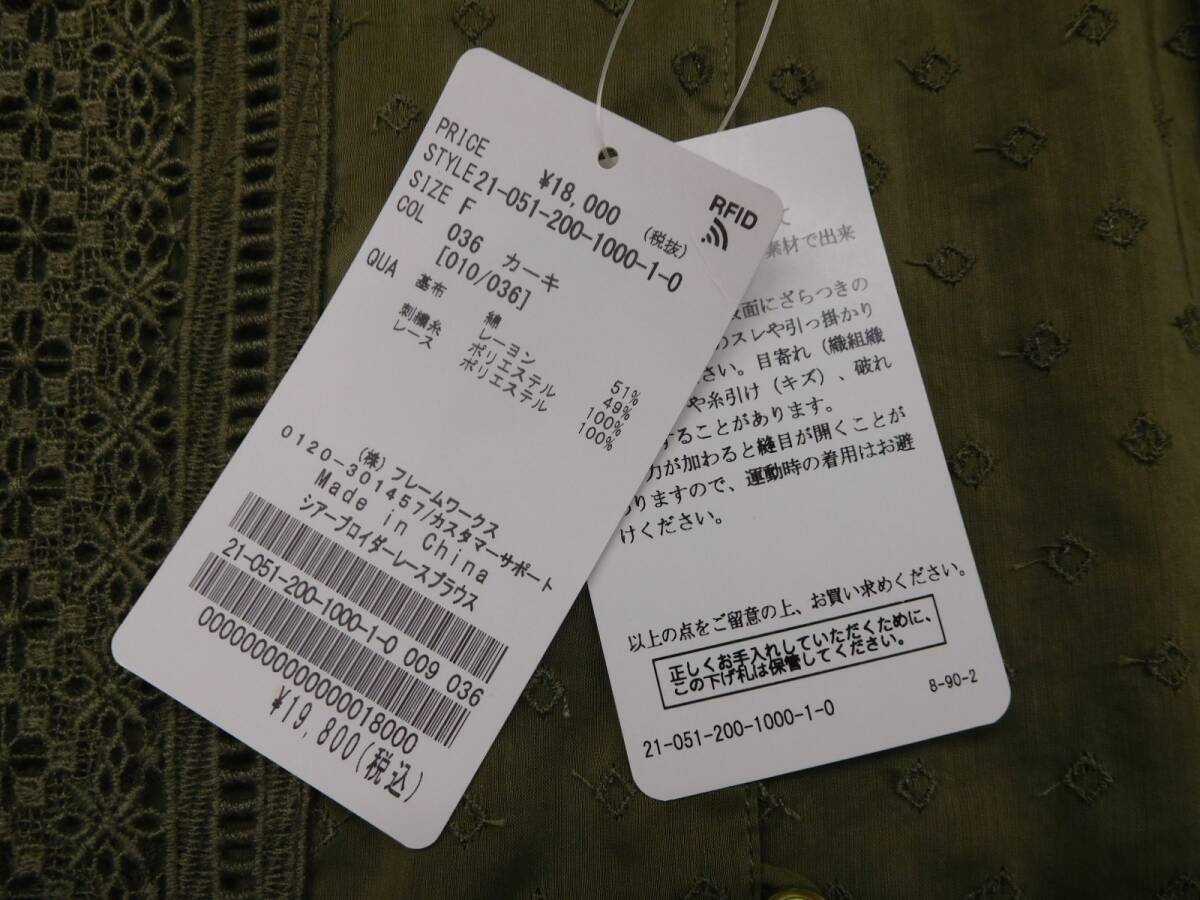 PRICE ¥18,000 (税抜)
STYLE 21-051-200-1000-1-0
SIZE F
COL 036 カーキ
[010/036]
QUA 基布 綿 51%
レーヨン 49%
刺繍糸 ポリエステル 100%
レース ポリエステル 100%
(株)フレームワークス
0120-301457/カスタマーサポート
Made in China
シアーブロイダーレースブラウス
21-051-200-1000-1-0 009 036
¥19,800(税込)
RFID
素材で出来
面にざらつきの
のスレや引っ掛かり
さい。目寄れ(織組織
や糸引け(キズ)、破れ
することがあります。
力が加わると縫目が開くことが
りますので、運動時の着用はお避
けください。
以上の点をご留意の上、お買い求めください。
正しくお手入れしていただくために、
この下げ札は保管してください。
8-90-2
21-051-200-1000-1-0